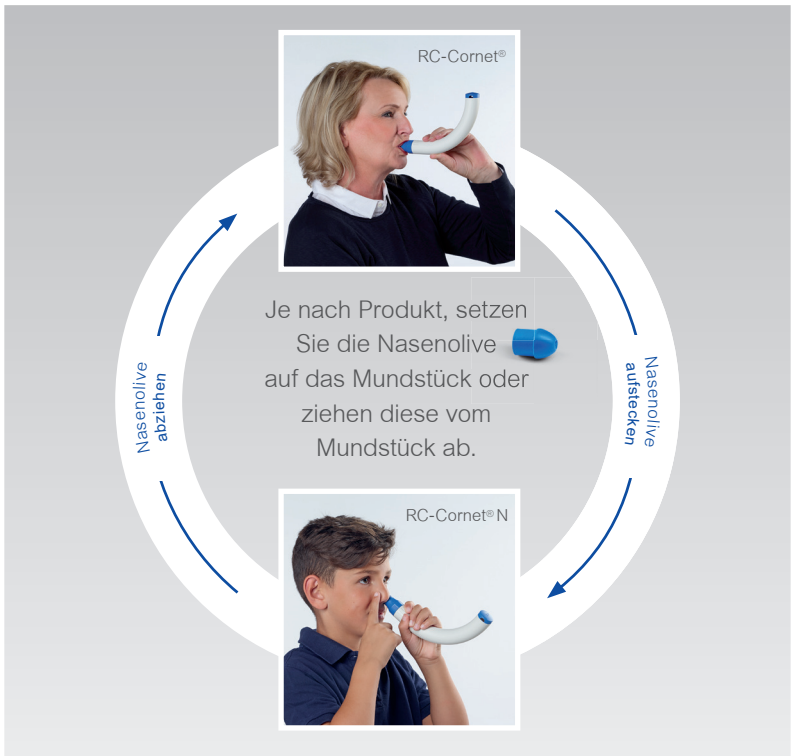 RC-Cornet®
Je nach Produkt, setzen
Sie die Nasenolive
auf das Mundstück oder
ziehen diese vom
Mundstück ab.
Nasenolive
abziehen
Nasenolive
aufstecken
RC-Cornet® N